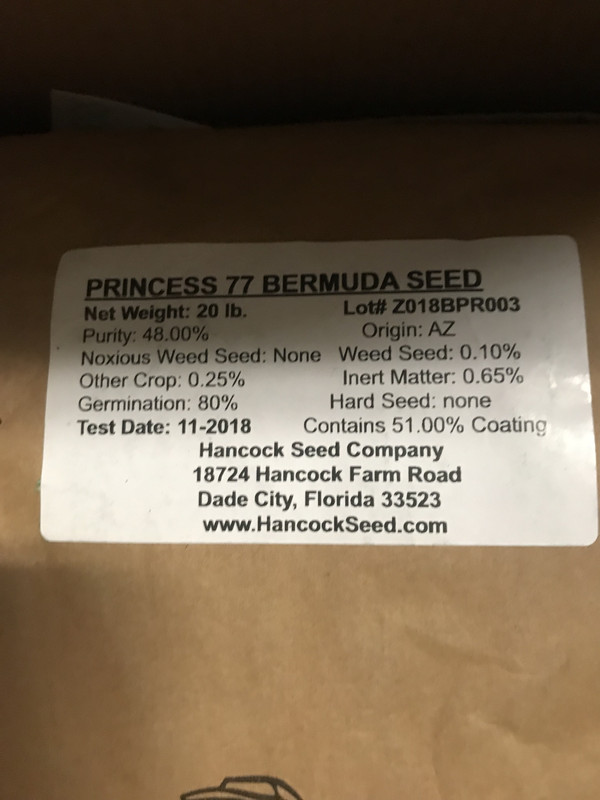 PRINCESS 77 BERMUDA SEED
Net Weight: 20 lb. Lot# Z018BPR003
Purity: 48.00% Origin: AZ
Noxious Weed Seed: None Weed Seed: 0.10%
Other Crop: 0.25% Inert Matter: 0.65%
Germination: 80% Hard Seed: none
Test Date: 11-2018 Contains 51.00% Coating
Hancock Seed Company
18724 Hancock Farm Road
Dade City, Florida 33523
www.HancockSeed.com